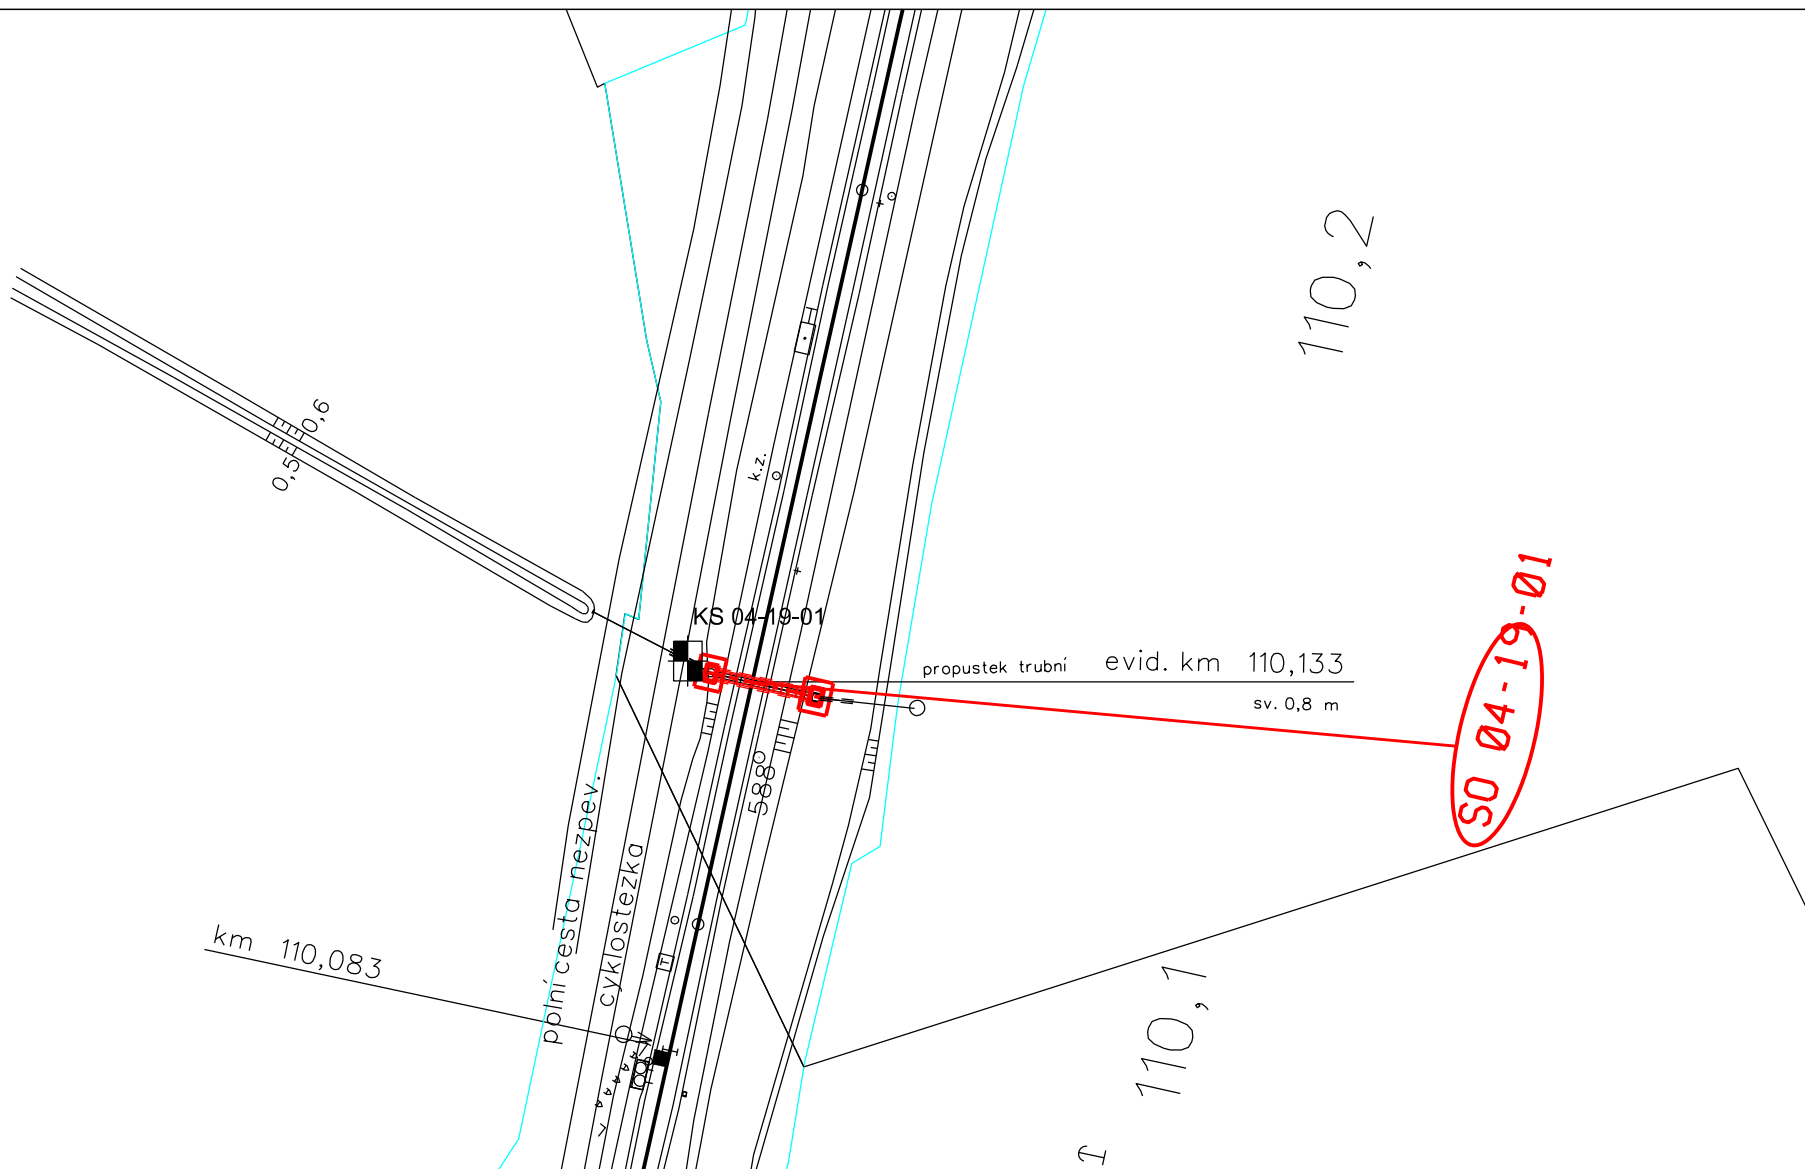 110,2
0,6
0,5
k.z.
KS 04-19-01
SO 04-19-01
propustek trubní
evid. km 110,133
sv. 0,8 m
588
polní cesta nezpev.
cyklostezka
km 110,083
110,1